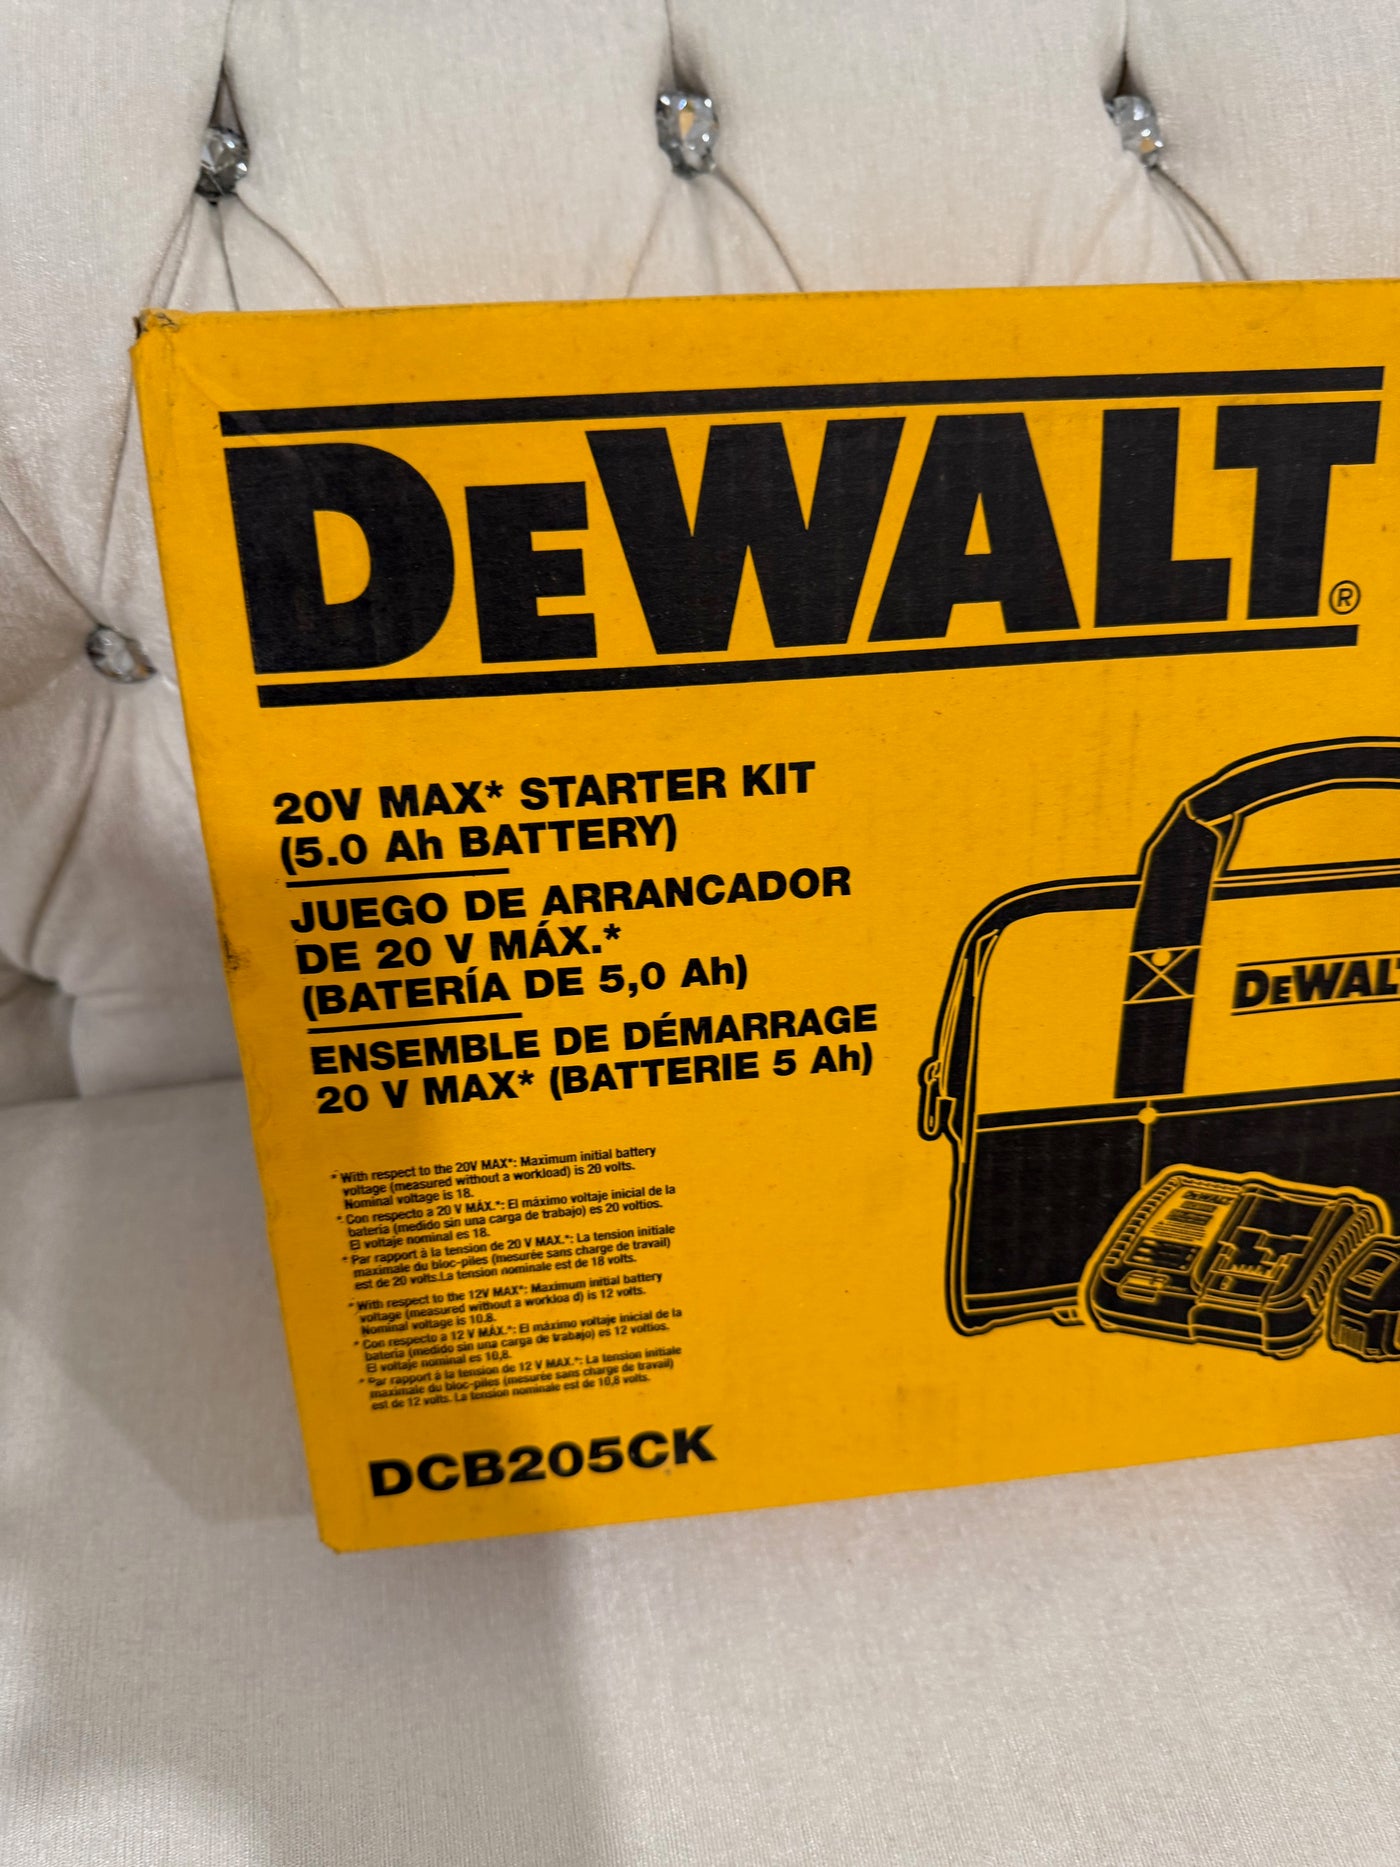 DEWALT®
20V MAX* STARTER KIT
(5.0 Ah BATTERY)
JUEGO DE ARRANCADOR
DE 20 V MÁX.*
(BATERÍA DE 5,0 Ah)
ENSEMBLE DE DÉMARRAGE
20 V MAX* (BATTERIE 5 Ah)
DEWAL
DEWALT
* With respect to the 20V MAX*: Maximum initial battery
voltage (measured without a workload) is 20 volts.
Nominal voltage is 18.
* Con respecto a 20 V MÁX.*: El máximo voltaje inicial de la
batería (medido sin una carga de trabajo) es 20 voltios.
El voltaje nominal es 18.
* Par rapport à la tension de 20 V MAX.*: La tension initiale
maximale du bloc-piles (mesurée sans charge de travail)
est de 20 volts.La tension nominale est de 18 volts.
* With respect to the 12V MAX*: Maximum initial battery
voltage (measured without a workloa d) is 12 volts.
Nominal voltage is 10.8.
* Con respecto a 12 V MÁX.*: El máximo voltaje inicial de la
batería (medido sin una carga de trabajo) es 12 voltios.
El voltaje nominal es 10,8.
* Par rapport à la tension de 12 V MAX.*: La tension initiale
maximale du bloc-piles (mesurée sans charge de travail)
est de 12 volts. La tension nominale est de 10,8 volts.
DCB205CK